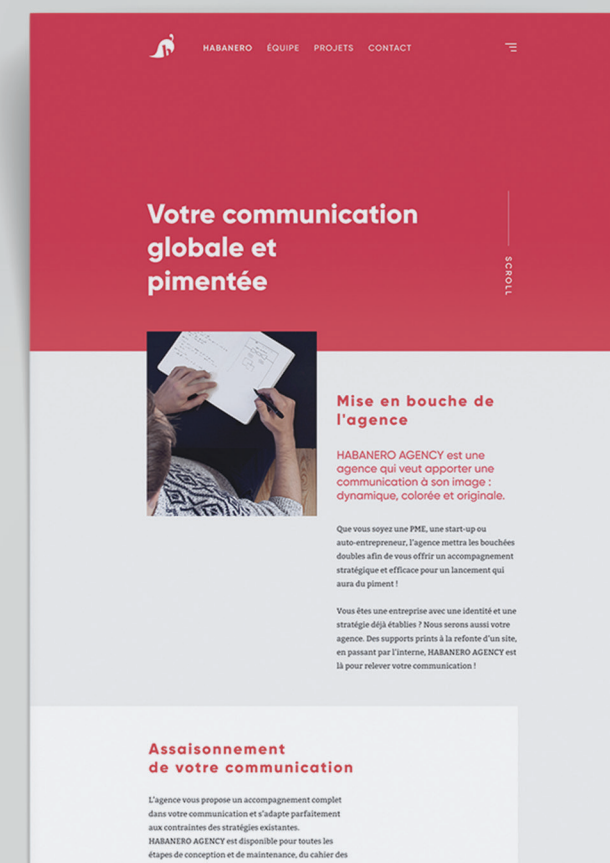 HABANERO ÉQUIPE PROJETS CONTACT
Votre communication
globale et
pimentée
SCROLL
Mise en bouche de
l'agence
HABANERO AGENCY est une
agence qui veut apporter une
communication à son image :
dynamique, colorée et originale.
Que vous soyez une PME, une start-up ou
auto-entrepreneur, l'agence mettra les bouchées
doubles afin de vous offrir un accompagnement
stratégique et efficace pour un lancement qui
aura du piment !
Vous êtes une entreprise avec une identité et une
stratégie déjà établies ? Nous serons aussi votre
agence. Des supports prints à la refonte d'un site,
en passant par l'interne, HABANERO AGENCY est
là pour relever votre communication !
Assaisonnement
de votre communication
L'agence vous propose un accompagnement complet
dans votre communication et s'adapte parfaitement
aux contraintes des stratégies existantes.
HABANERO AGENCY est disponible pour toutes les
étapes de conception et de maintenance, du cahier des